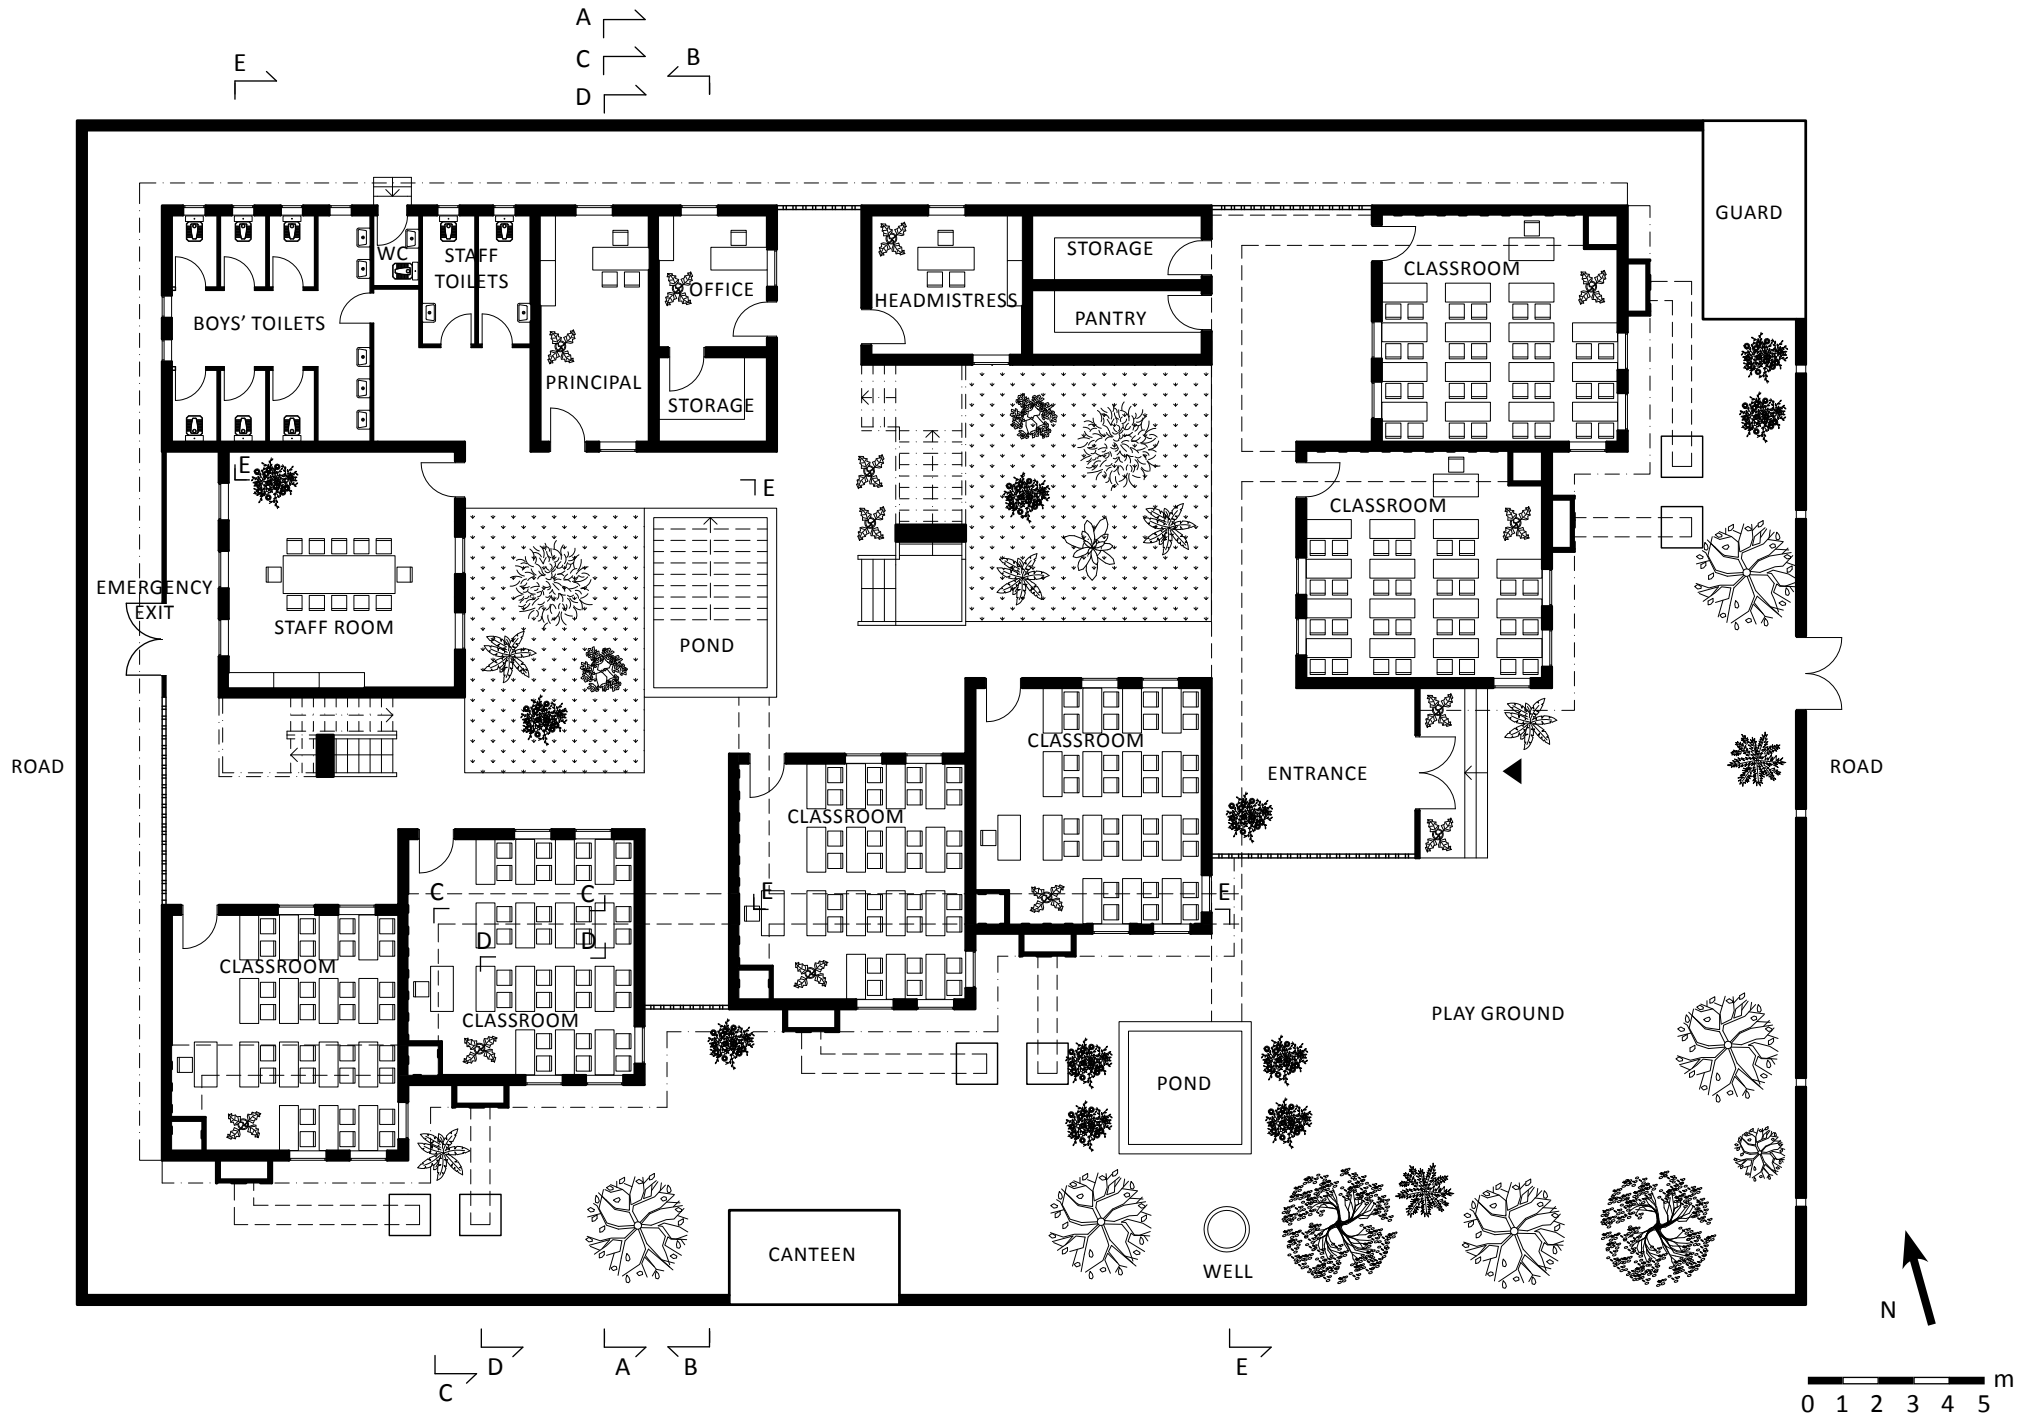 A
C
B
E
D
GUARD
WC
STAFF
TOILETS
STORAGE
CLASSROOM
OFFICE
HEADMISTRESS
BOYS' TOILETS
PANTRY
PRINCIPAL
STORAGE
E
E
CLASSROOM
EMERGENCY
EXIT
STAFF ROOM
POND
CLASSROOM
ROAD
ENTRANCE
ROAD
CLASSROOM
C
C
E
E
D
D
CLASSROOM
CLASSROOM
PLAY GROUND
POND
CANTEEN
WELL
N
D
A
B
E
C
m
0 1 2 3 4 5